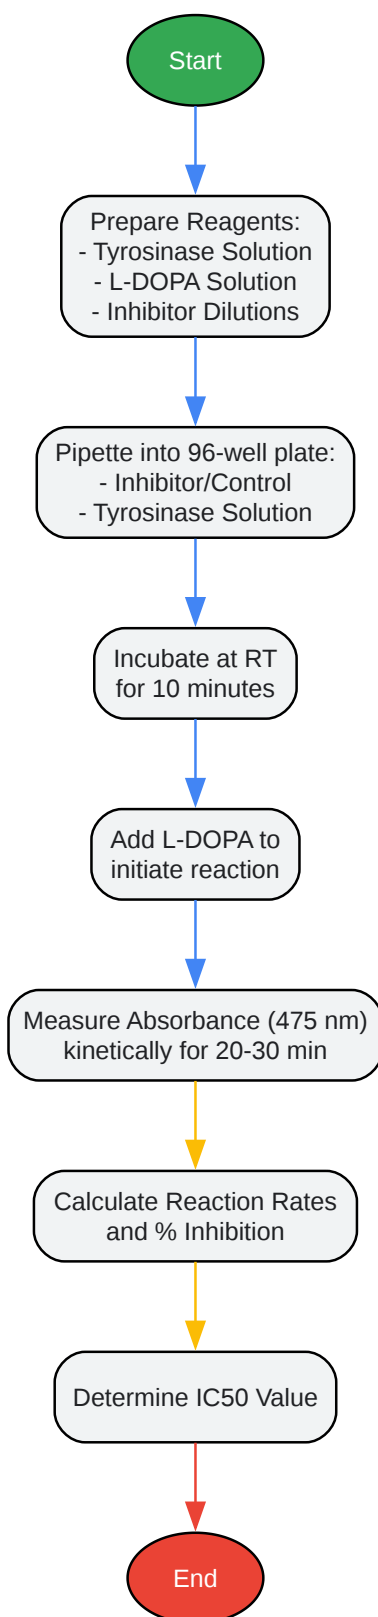 Start
Prepare Reagents:
- Tyrosinase Solution
- L-DOPA Solution
- Inhibitor Dilutions
Pipette into 96-well plate:
- Inhibitor/Control
- Tyrosinase Solution
Incubate at RT
for 10 minutes
Add L-DOPA to
initiate reaction
Measure Absorbance (475 nm)
kinetically for 20-30 min
Calculate Reaction Rates
and % Inhibition
Determine IC50 Value
End